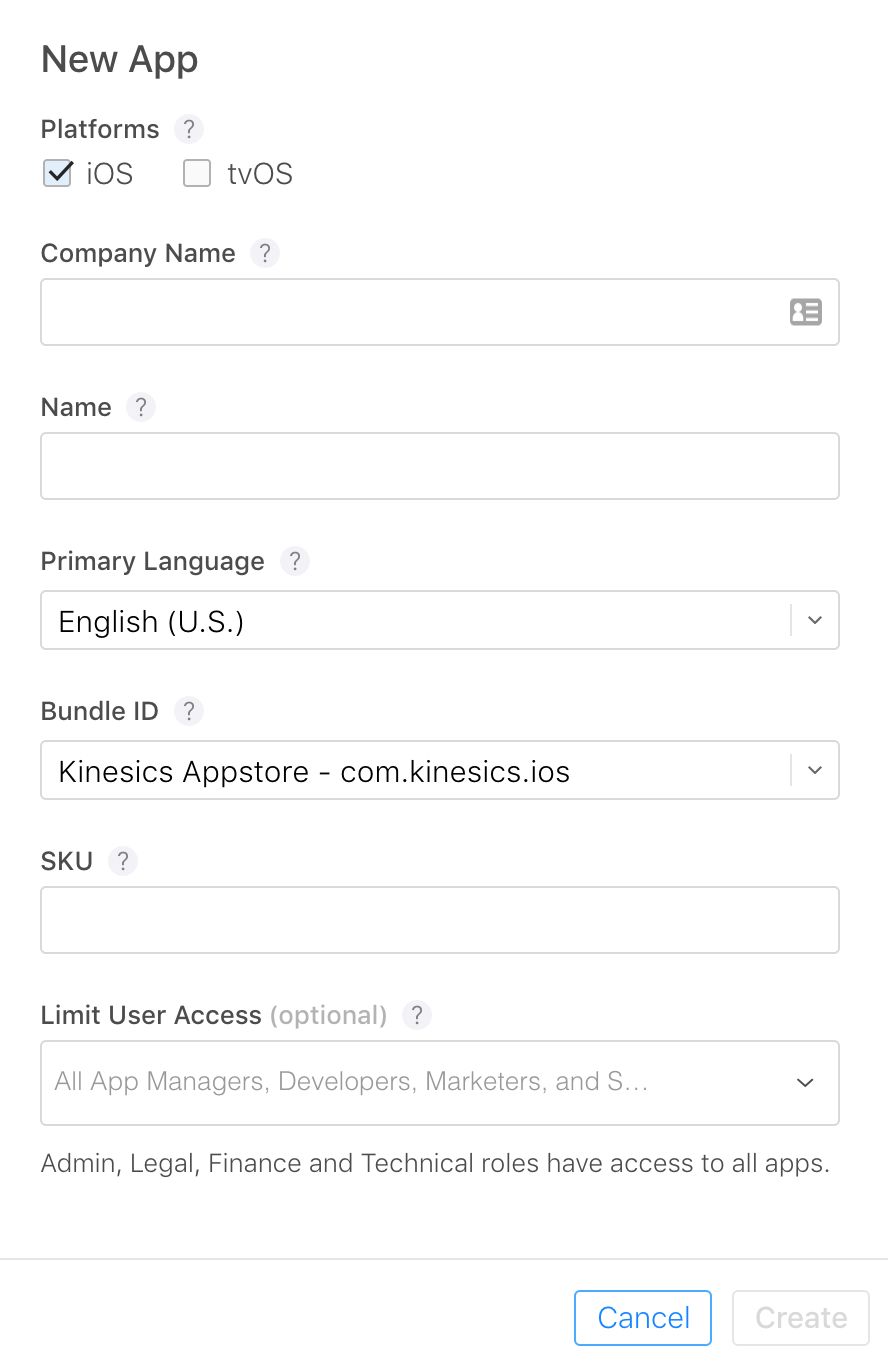 New App
Platforms ?
iOS tvOS
Company Name ?
Name ?
Primary Language ?
English (U.S.)
Bundle ID ?
Kinesics Appstore - com.kinesics.ios
SKU ?
Limit User Access (optional) ?
All App Managers, Developers, Marketers, and S...
Admin, Legal, Finance and Technical roles have access to all apps.
Cancel Create